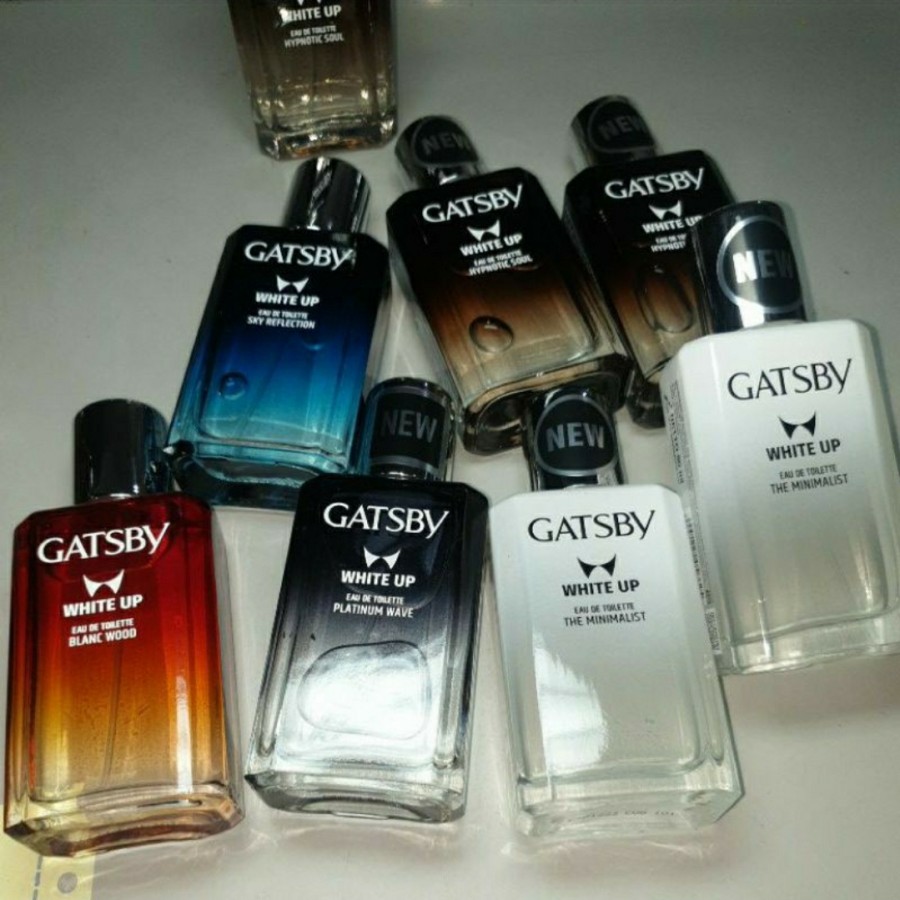 WHITE UP
EAU DE TOILETTE
HYPNOTIC SOUL
NEW
GATSBY
WHITE UP
EAU DE TOILETTE
HYPNOTIC SOUL
NEW
GATSBY
WHITE UP
GATSBY
WHITE UP
EAU DE TOILETTE
SKY REFLECTION
NEW
GATSBY
WHITE UP
EAU DE TOILETTE
THE MINIMALIST
GATSBY
WHITE UP
EAU DE TOILETTE
BLANC WOOD
NEW
GATSBY
WHITE UP
EAU DE TOILETTE
PLATINUM WAVE
NEW
GATSBY
WHITE UP
EAU DE TOILETTE
THE MINIMALIST